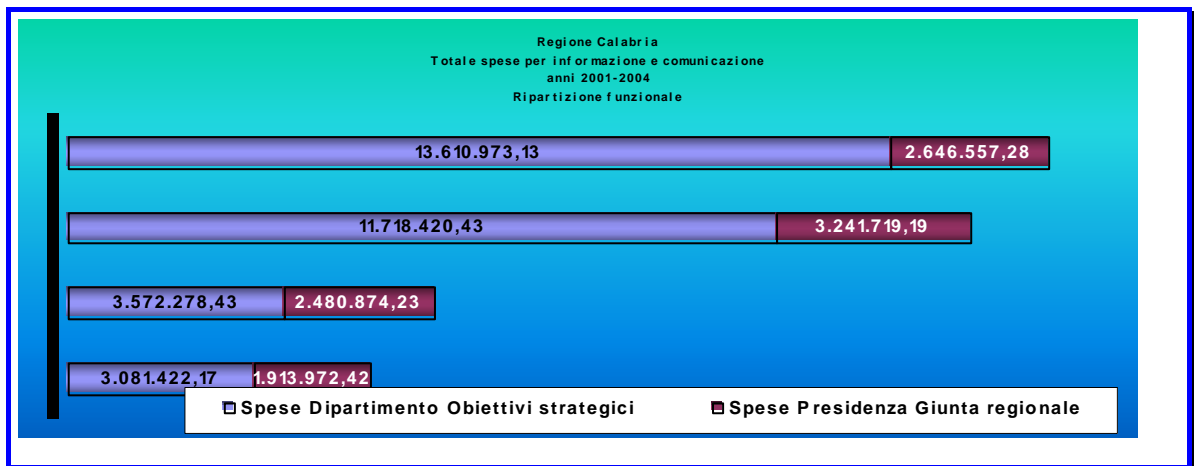 Regione Calabria
Totale spese per informazione e comunicazione
anni 2001-2004
Ripartizione funzionale
13.610.973,13 2.646.557,28
11.718.420,43 3.241.719,19
3.572.278,43 2.480.874,23
3.081.422,17 1.913.972,42
Spese Dipartimento Obiettivi strategici Spese Presidenza Giunta regionale